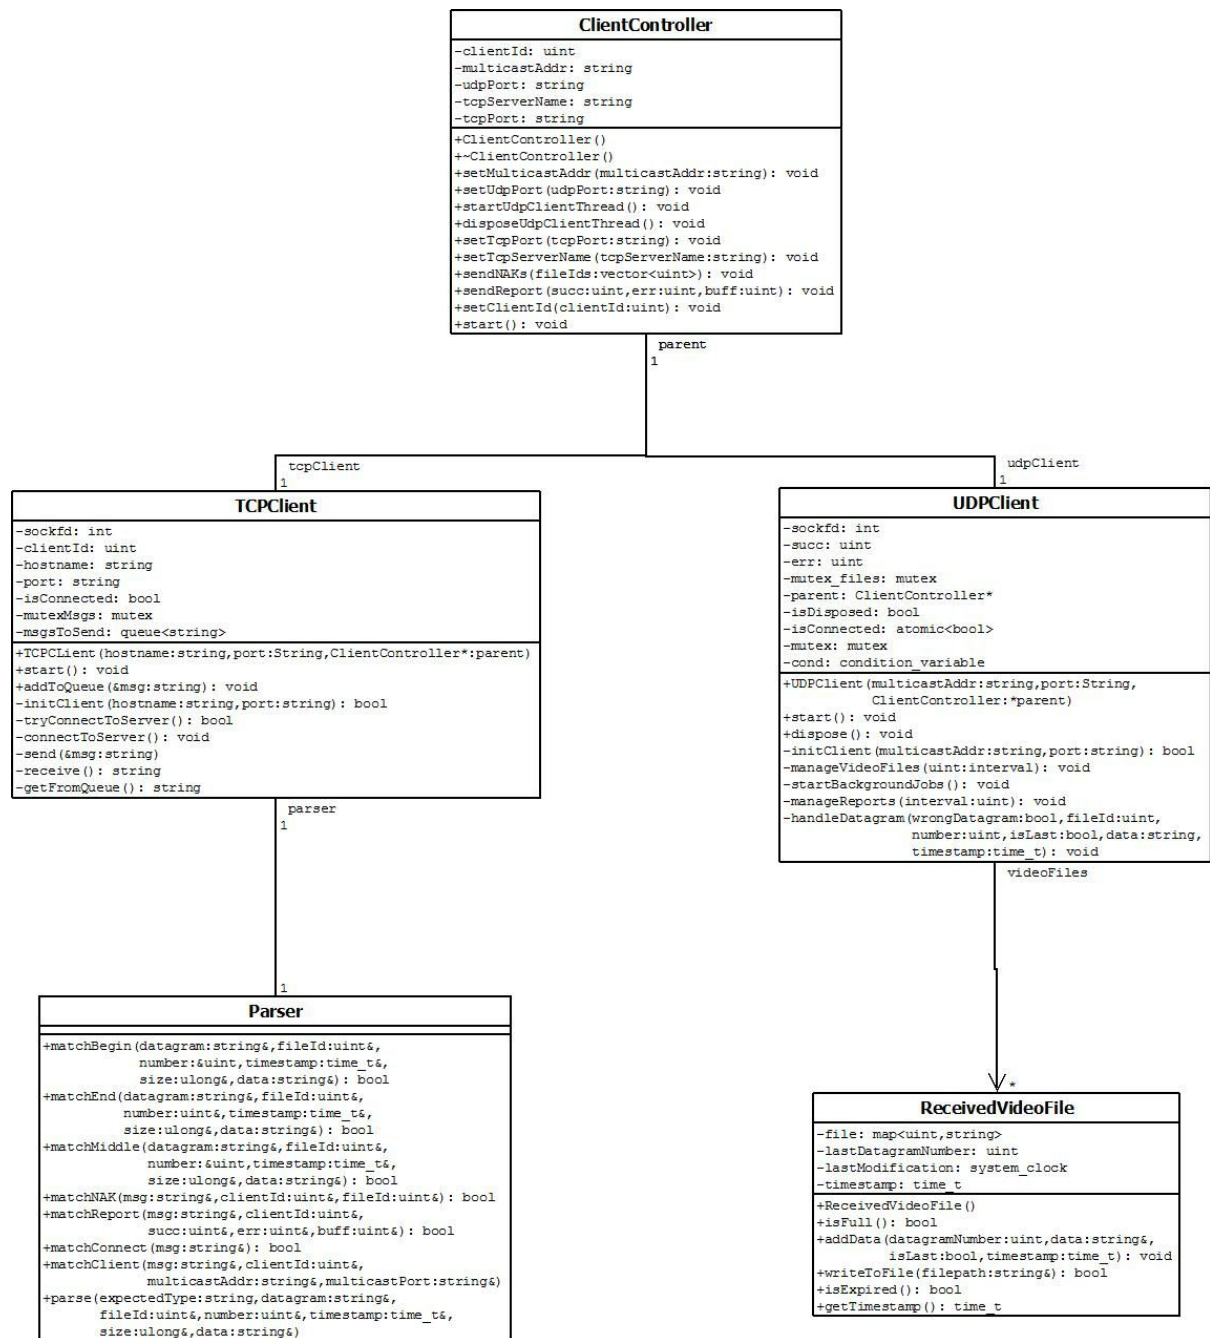 ClientController
-clientId: uint
-multicastAddr: string
-udpPort: string
-tcpServerName: string
-tcpPort: string
+ClientController()
+~ClientController()
+setMulticastAddr(multicastAddr:string): void
+setUdpPort(udpPort:string): void
+startUdpClientThread(): void
+disposeUdpClientThread(): void
+setTcpPort(tcpPort:string): void
+setTcpServerName(tcpServerName:string): void
+sendNAKs(fileIds:vector<uint>): void
+sendReport(succ:uint,err:uint,buff:uint): void
+setClientId(clientId:uint): void
+start(): void
parent
1
tcpClient
1
udpClient
1
TCPClient
-sockfd: int
-clientId: uint
-hostname: string
-port: string
-isConnected: bool
-mutexMsgs: mutex
-msgsToSend: queue<string>
+TCPCLient(hostname:string,port:String,ClientController*:parent)
+start(): void
+addToQueue(&msg:string): void
-initClient(hostname:string,port:string): bool
-tryConnectToServer(): bool
-connectToServer(): void
-send(&msg:string)
-receive(): string
-getFromQueue(): string
parser
1
1
UDPClient
-sockfd: int
-succ: uint
-err: uint
-mutex_files: mutex
-parent: ClientController*
-isDisposed: bool
-isConnected: atomic<bool>
-mutex: mutex
-cond: condition_variable
+UDPClient(multicastAddr:string,port:String,
ClientController:*parent)
+start(): void
+dispose(): void
-initClient(multicastAddr:string,port:string): bool
-manageVideoFiles(uint:interval): void
-startBackgroundJobs(): void
-manageReports(interval:uint): void
-handleDatagram(wrongDatagram:bool,fileId:uint,
number:uint,isLast:bool,data:string,
timestamp:time_t): void
videoFiles
*
Parser
+matchBegin(datagram:string&,fileId:uint&,
number:&uint,timestamp:time_t&,
size:ulong&,data:string&): bool
+matchEnd(datagram:string&,fileId:uint&,
number:uint&,timestamp:time_t&,
size:ulong&,data:string&): bool
+matchMiddle(datagram:string&,fileId:uint&,
number:&uint,timestamp:time_t&,
size:ulong&,data:string&): bool
+matchNAK(msg:string&,clientId:uint&,fileId:uint&): bool
+matchReport(msg:string&,clientId:uint&,
succ:uint&,err:uint&,buff:uint&): bool
+matchConnect(msg:string&): bool
+matchClient(msg:string&,clientId:uint&,
multicastAddr:string&,multicastPort:string&)
+parse(expectedType:string,datagram:string&,
fileId:uint&,number:uint&,timestamp:time_t&,
size:ulong&,data:string&)
ReceivedVideoFile
-file: map<uint,string>
-lastDatagramNumber: uint
-lastModification: system_clock
-timestamp: time_t
+ReceivedVideoFile()
+isFull(): bool
+addData(datagramNumber:uint,data:string&,
isLast:bool,timestamp:time_t): void
+writeToFile(filepath:string&): bool
+isExpired(): bool
+getTimestamp(): time_t